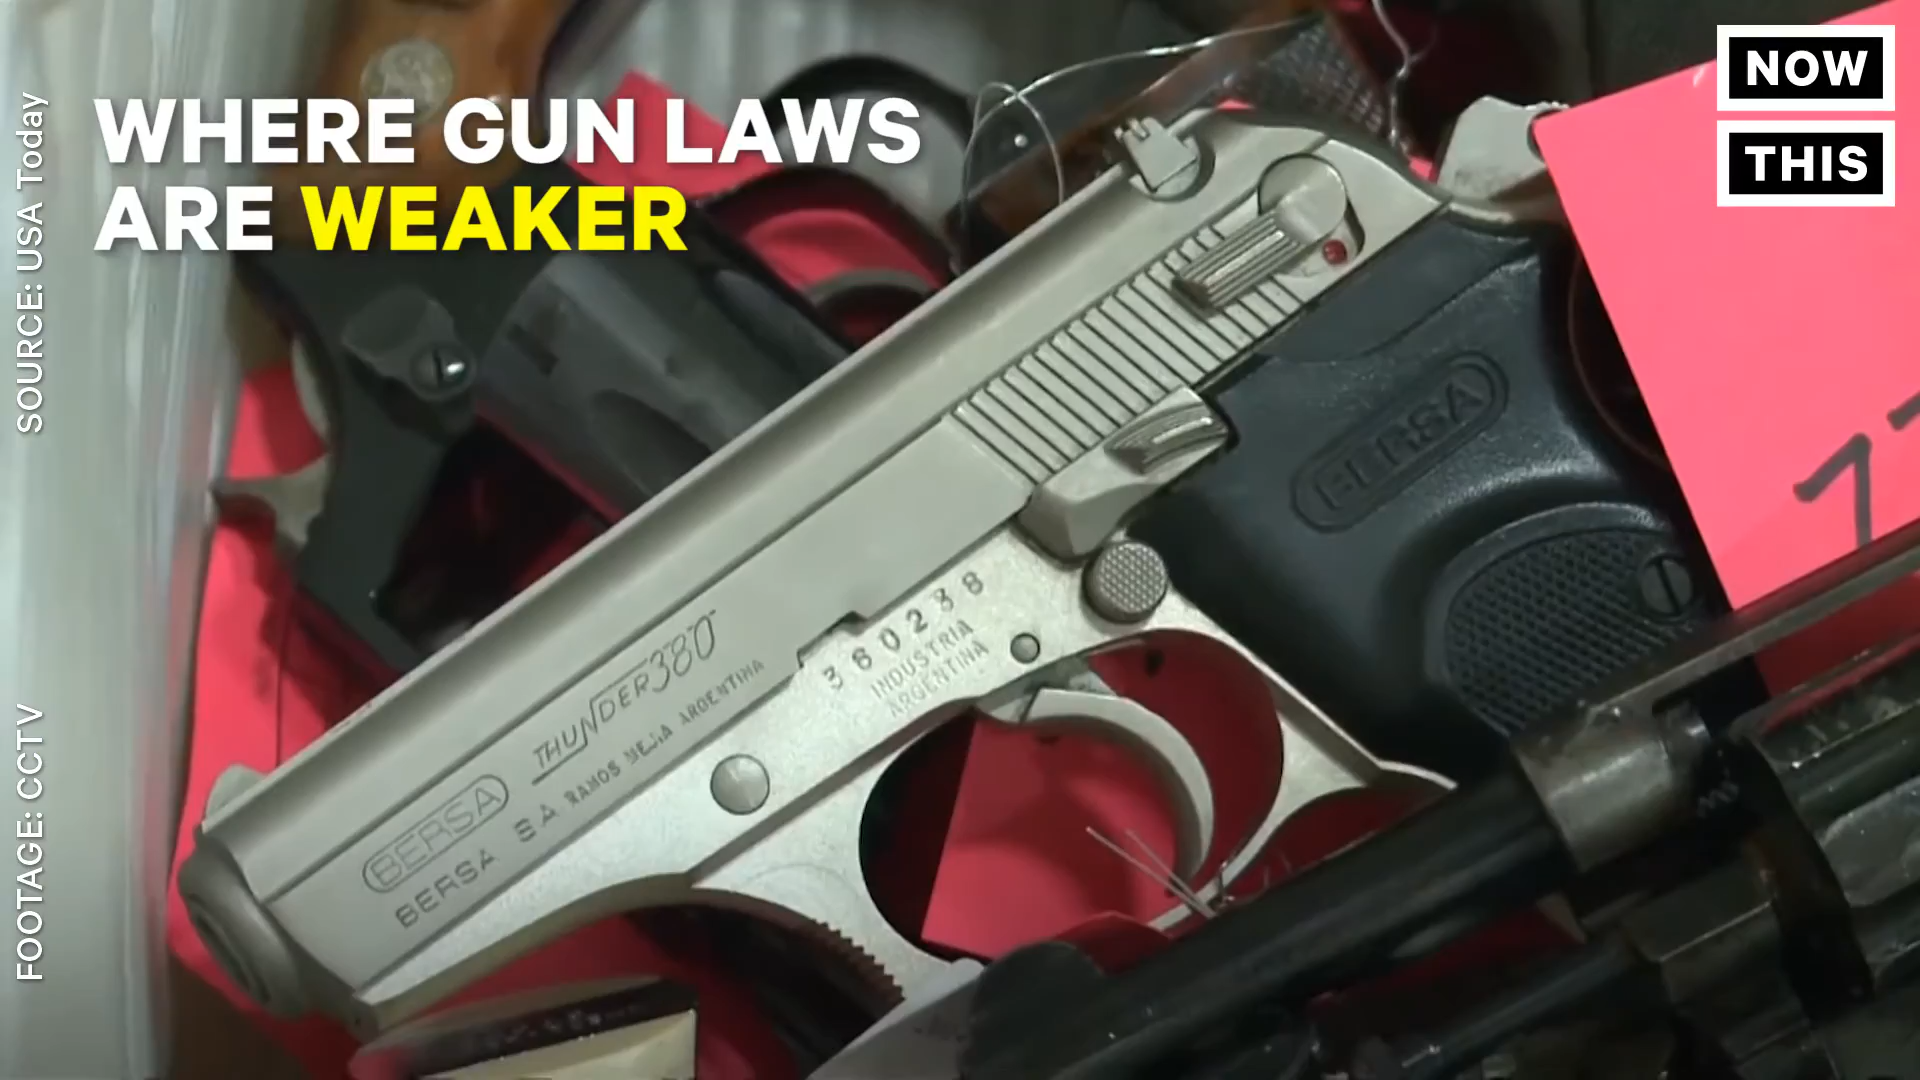 NOW
THIS
WHERE GUN LAWS
ARE WEAKER
SOURCE: USA Today
FOOTAGE: CCTV
BERSA
THUNDER380
BERSA S A RAMOS MEJIA ARGENTINA
360238
INDUSTRIA
ARGENTINA
BERSA